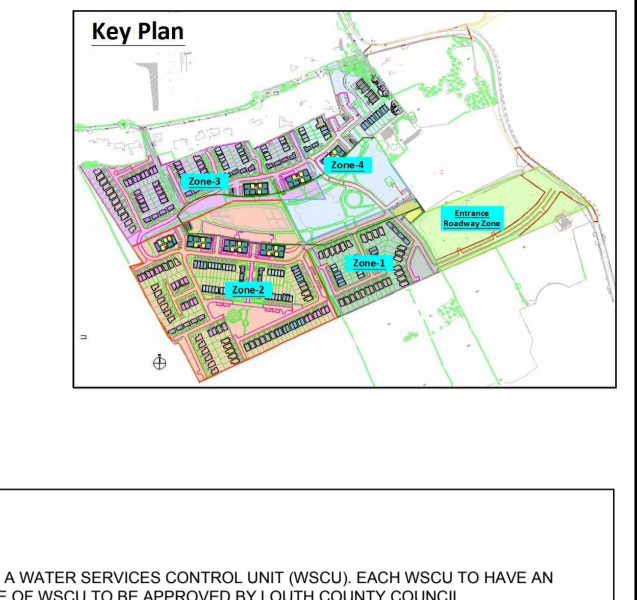 Key Plan
Zone-4
Zone-3
Entrance
Roadway Zone
Zone-1
Zone-2
N
A WATER SERVICES CONTROL UNIT (WSCU). EACH WSCU TO HAVE AN
OF WSCU TO BE APPROVED BY LOUTH COUNTY COUNCIL